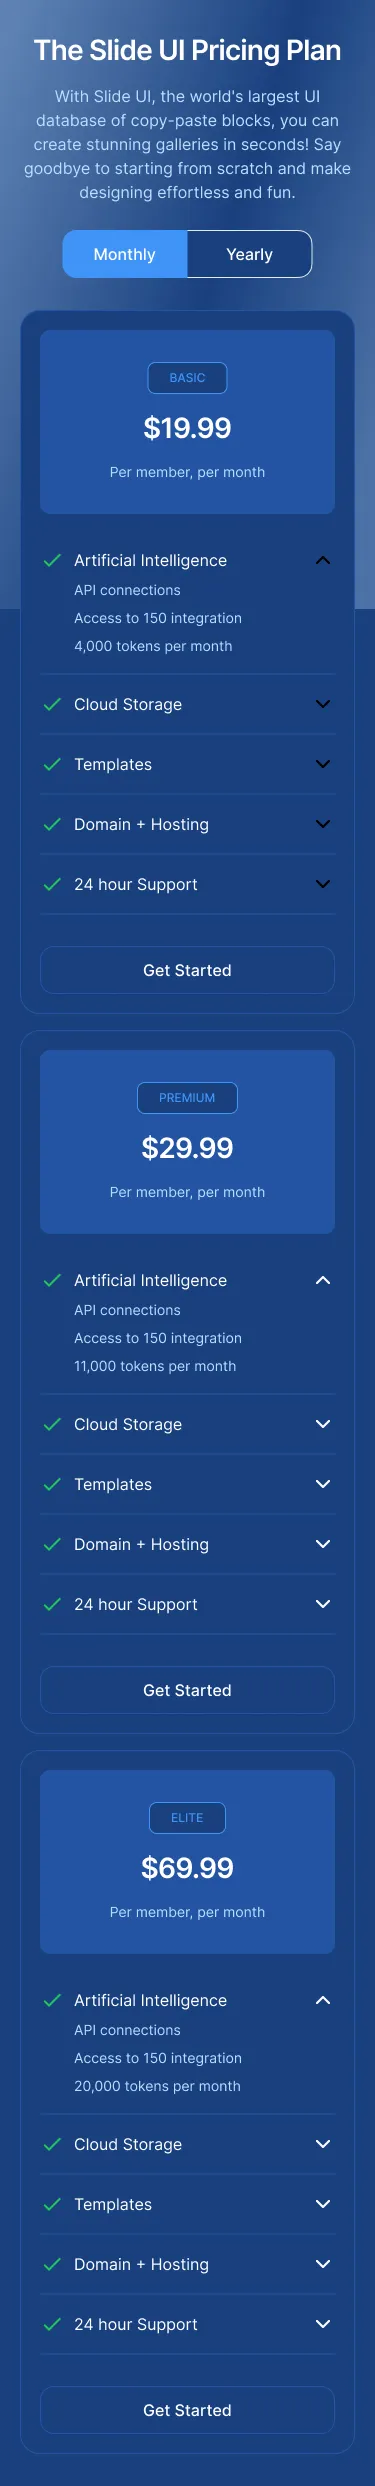 The Slide UI Pricing Plan
With Slide UI, the world's largest UI
database of copy-paste blocks, you can
create stunning galleries in seconds! Say
goodbye to starting from scratch and make
designing effortless and fun.
Monthly
Yearly
BASIC
$19.99
Per member, per month
Artificial Intelligence
API connections
Access to 150 integration
4,000 tokens per month
Cloud Storage
Templates
Domain + Hosting
24 hour Support
Get Started
PREMIUM
$29.99
Per member, per month
Artificial Intelligence
API connections
Access to 150 integration
11,000 tokens per month
Cloud Storage
Templates
Domain + Hosting
24 hour Support
Get Started
ELITE
$69.99
Per member, per month
Artificial Intelligence
API connections
Access to 150 integration
20,000 tokens per month
Cloud Storage
Templates
Domain + Hosting
24 hour Support
Get Started